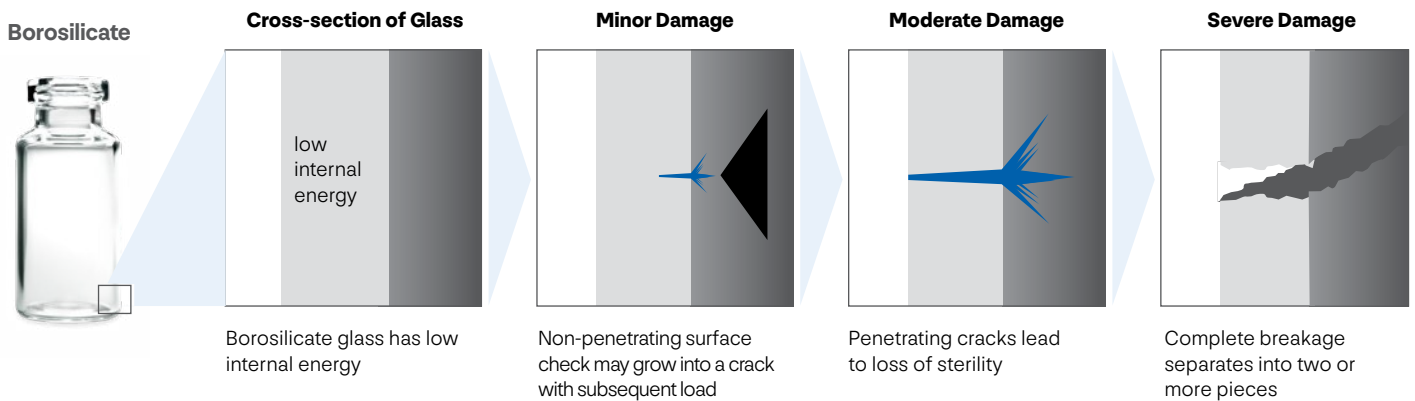 Borosilicate
Cross-section of Glass
low
internal
energy
Borosilicate glass has low
internal energy
Minor Damage
Non-penetrating surface
check may grow into a crack
with subsequent load
Moderate Damage
Penetrating cracks lead
to loss of sterility
Severe Damage
Complete breakage
separates into two or
more pieces